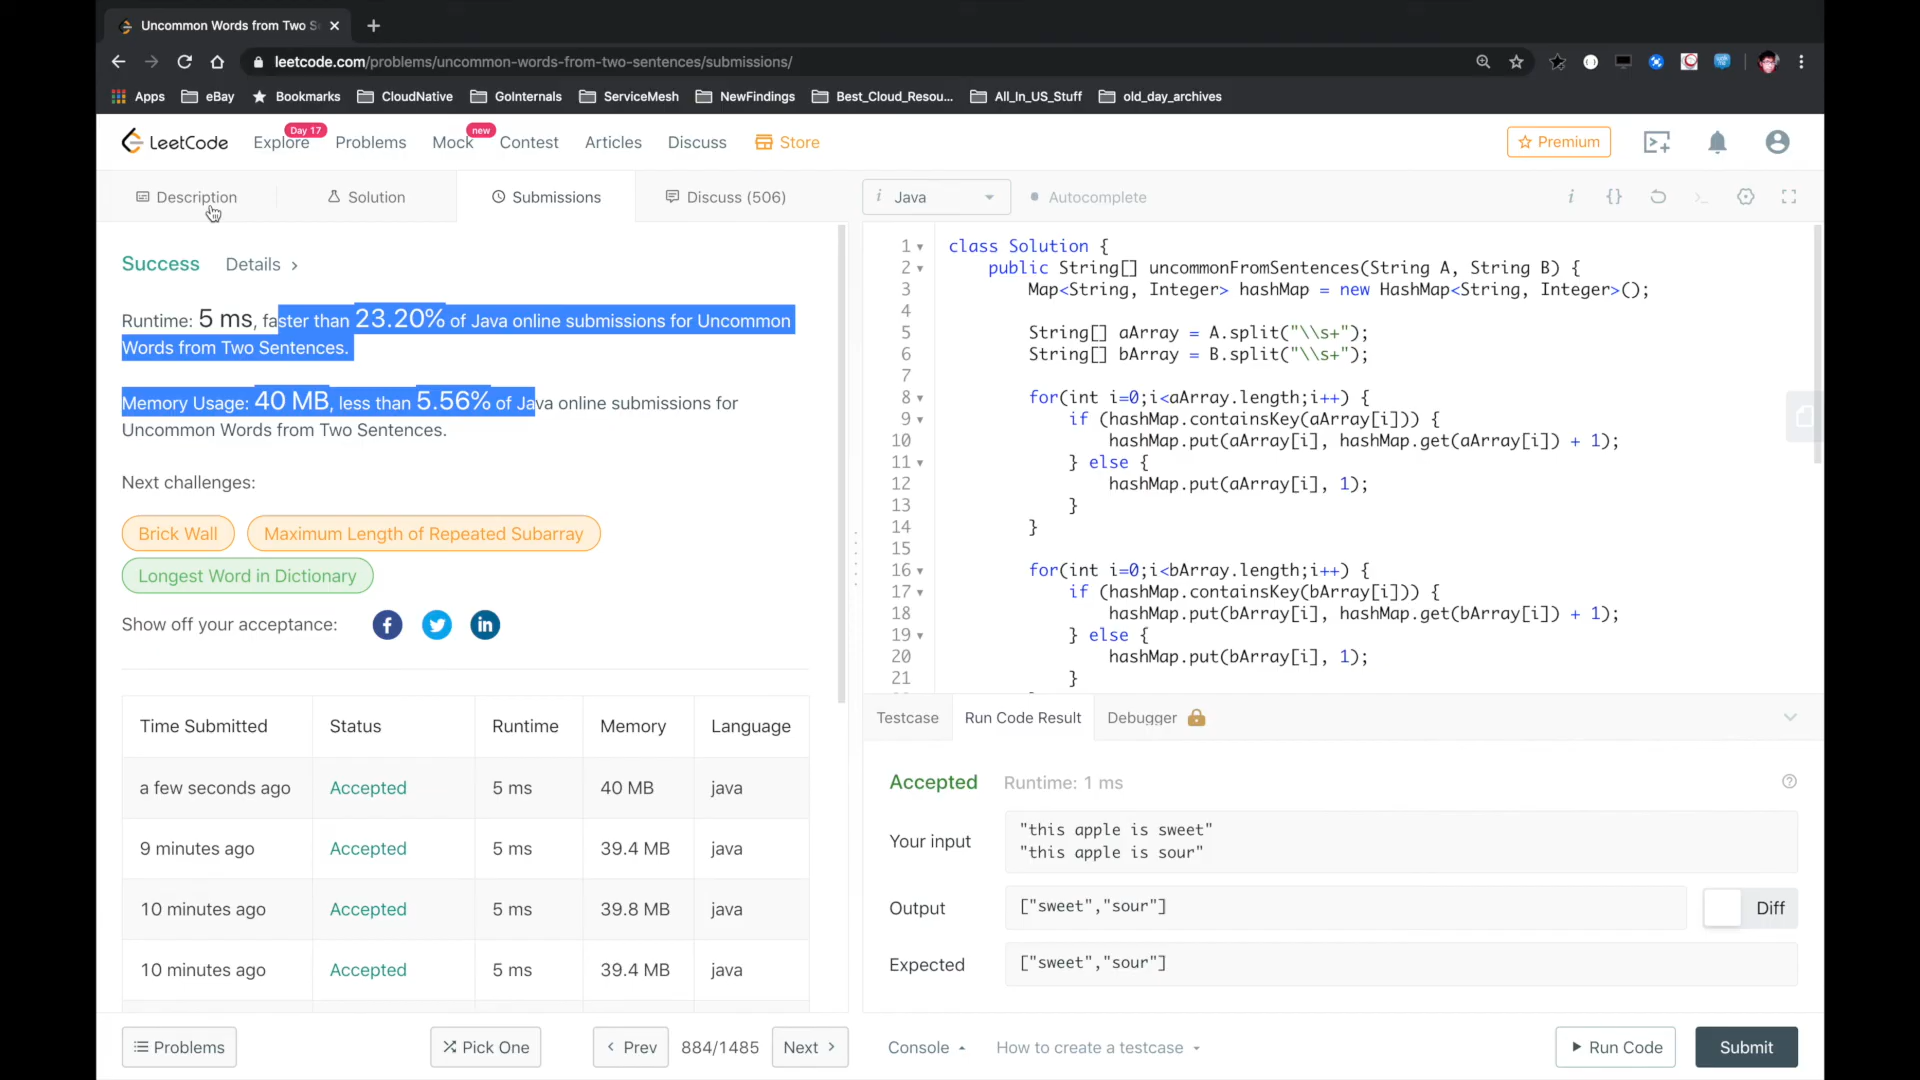 Uncommon Words from Two S
leetcode.com/problems/uncommon-words-from-two-sentences/submissions/
Apps eBay Bookmarks CloudNative GoInternals ServiceMesh NewFindings Best_Cloud_Resou... All_In_US_Stuff old_day_archives
LeetCode Explore Day 17 Problems Mock new Contest Articles Discuss Store Premium
Description Solution Submissions Discuss (506)
Success Details >
Runtime: 5 ms, faster than 23.20% of Java online submissions for Uncommon
Words from Two Sentences.
Memory Usage: 40 MB, less than 5.56% of Java online submissions for
Uncommon Words from Two Sentences.
Next challenges:
Brick Wall Maximum Length of Repeated Subarray
Longest Word in Dictionary
Show off your acceptance:
Time Submitted Status Runtime Memory Language
a few seconds ago Accepted 5 ms 40 MB java
9 minutes ago Accepted 5 ms 39.4 MB java
10 minutes ago Accepted 5 ms 39.8 MB java
10 minutes ago Accepted 5 ms 39.4 MB java
Problems Pick One < Prev 884/1485 Next >
i Java Autocomplete i {}
1 class Solution {
2 public String[] uncommonFromSentences(String A, String B) {
3 Map<String, Integer> hashMap = new HashMap<String, Integer>();
4
5 String[] aArray = A.split("\\s+");
6 String[] bArray = B.split("\\s+");
7
8 for(int i=0;i<aArray.length;i++) {
9 if (hashMap.containsKey(aArray[i])) {
10 hashMap.put(aArray[i], hashMap.get(aArray[i]) + 1);
11 } else {
12 hashMap.put(aArray[i], 1);
13 }
14 }
15
16 for(int i=0;i<bArray.length;i++) {
17 if (hashMap.containsKey(bArray[i])) {
18 hashMap.put(bArray[i], hashMap.get(bArray[i]) + 1);
19 } else {
20 hashMap.put(bArray[i], 1);
21 }
Testcase Run Code Result Debugger
Accepted Runtime: 1 ms
Your input
"this apple is sweet"
"this apple is sour"
Output ["sweet","sour"] Diff
Expected ["sweet","sour"]
Console How to create a testcase Run Code Submit